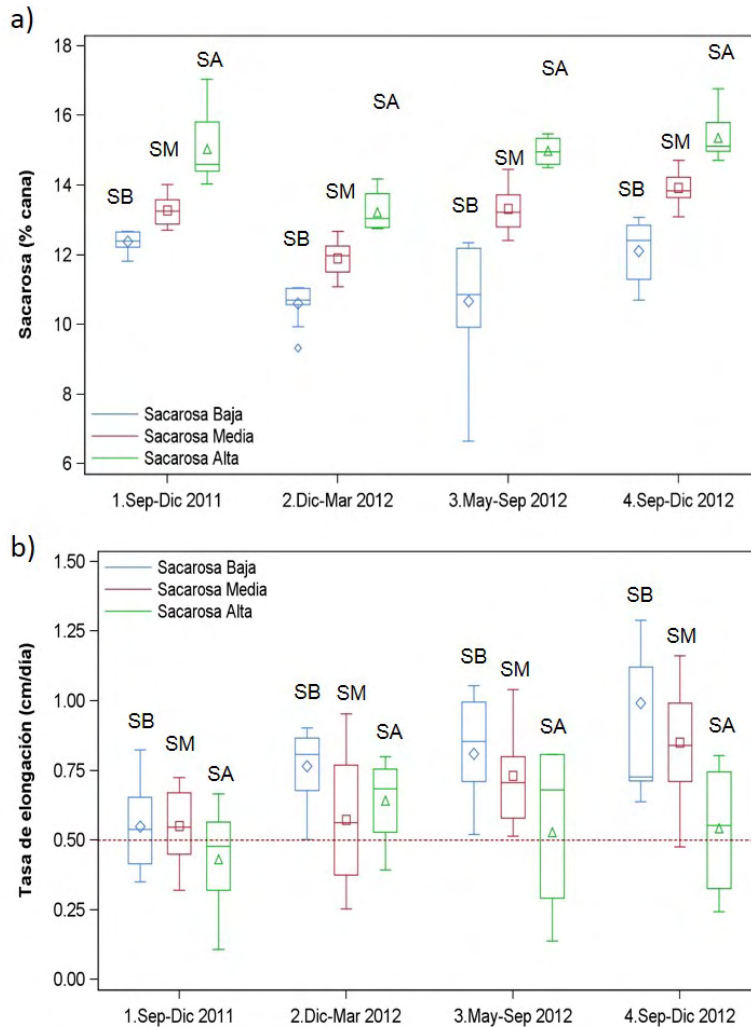 a)
Sacarosa (% cana)
18
16
14
12
10
8
6
SB
SM
SA
SB
SM
SA
SB
SM
SA
SB
SM
SA
Sacarosa Baja
Sacarosa Media
Sacarosa Alta
1.Sep-Dic 2011
2.Dic-Mar 2012
3.May-Sep 2012
4.Sep-Dic 2012
b)
Tasa de elongación (cm/día)
1.50
1.25
1.00
0.75
0.50
0.25
0.00
Sacarosa Baja
Sacarosa Media
Sacarosa Alta
SB
SM
SA
SB
SM
SA
SB
SM
SA
SB
SM
SA
1.Sep-Dic 2011
2.Dic-Mar 2012
3.May-Sep 2012
4.Sep-Dic 2012